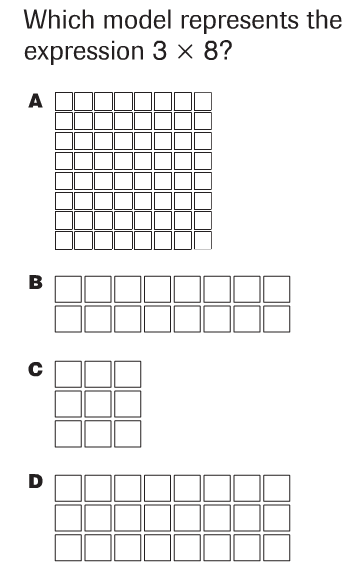 Which model represents the
expression 3 × 8?
A
B
C
D